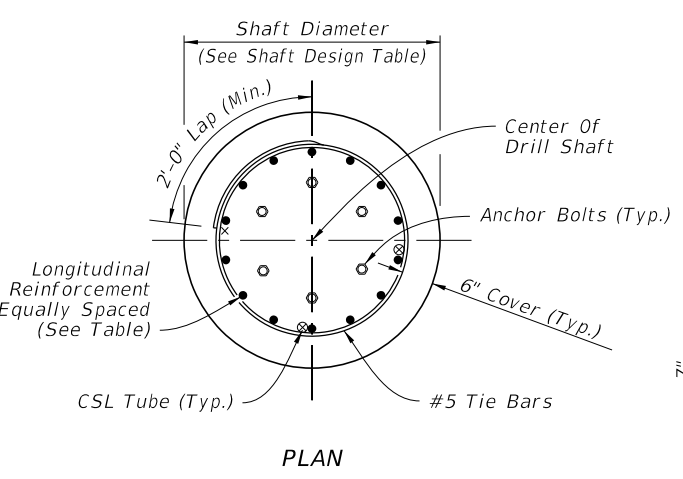 Shaft Diameter
(See Shaft Design Table)
2'-0" Lap (Min.)
Center Of
Drill Shaft
Anchor Bolts (Typ.)
Longitudinal
Reinforcement
Equally Spaced
(See Table)
6" Cover (Typ.)
7"
CSL Tube (Typ.)
#5 Tie Bars
PLAN